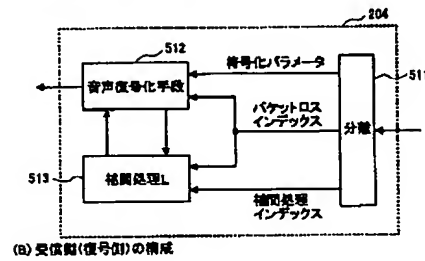 204
512
符号化パラメータ
511
音声復号化手段
パケットロス
インデックス
分離
513
補間処理L
補間処理
インデックス
(B) 受信側(復号側)の構成